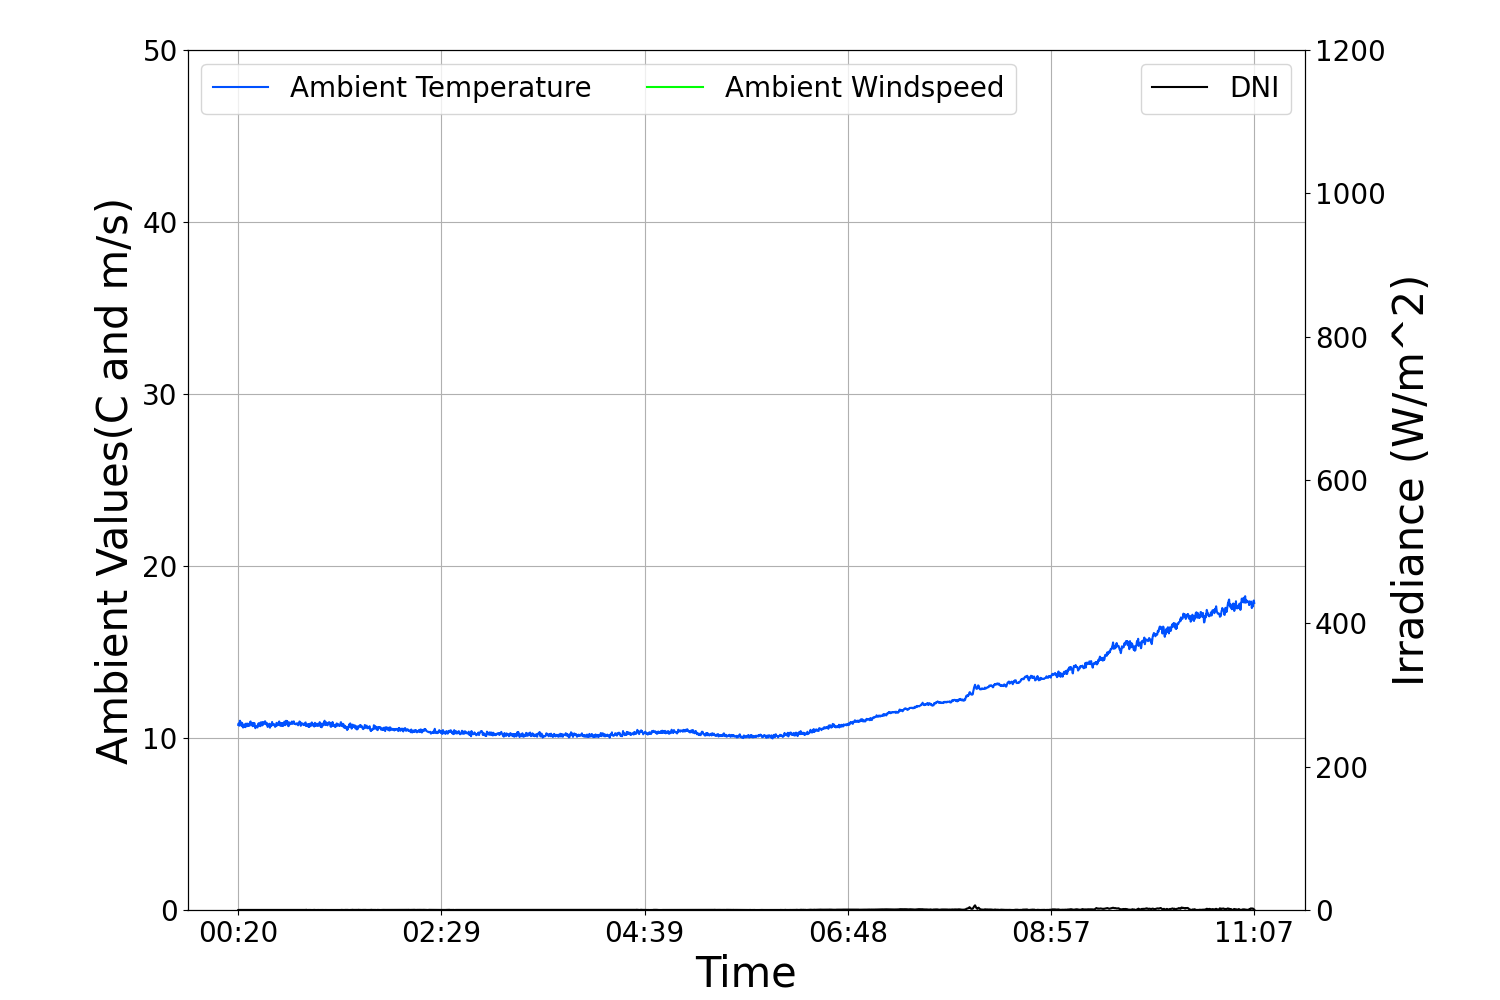 Ambient Temperature Ambient Windspeed DNI
50
40
30
20
10
0
Ambient Values(C and m/s)
1200
1000
800
600
400
200
0
Irradiance (W/m^2)
00:20 02:29 04:39 06:48 08:57 11:07
Time